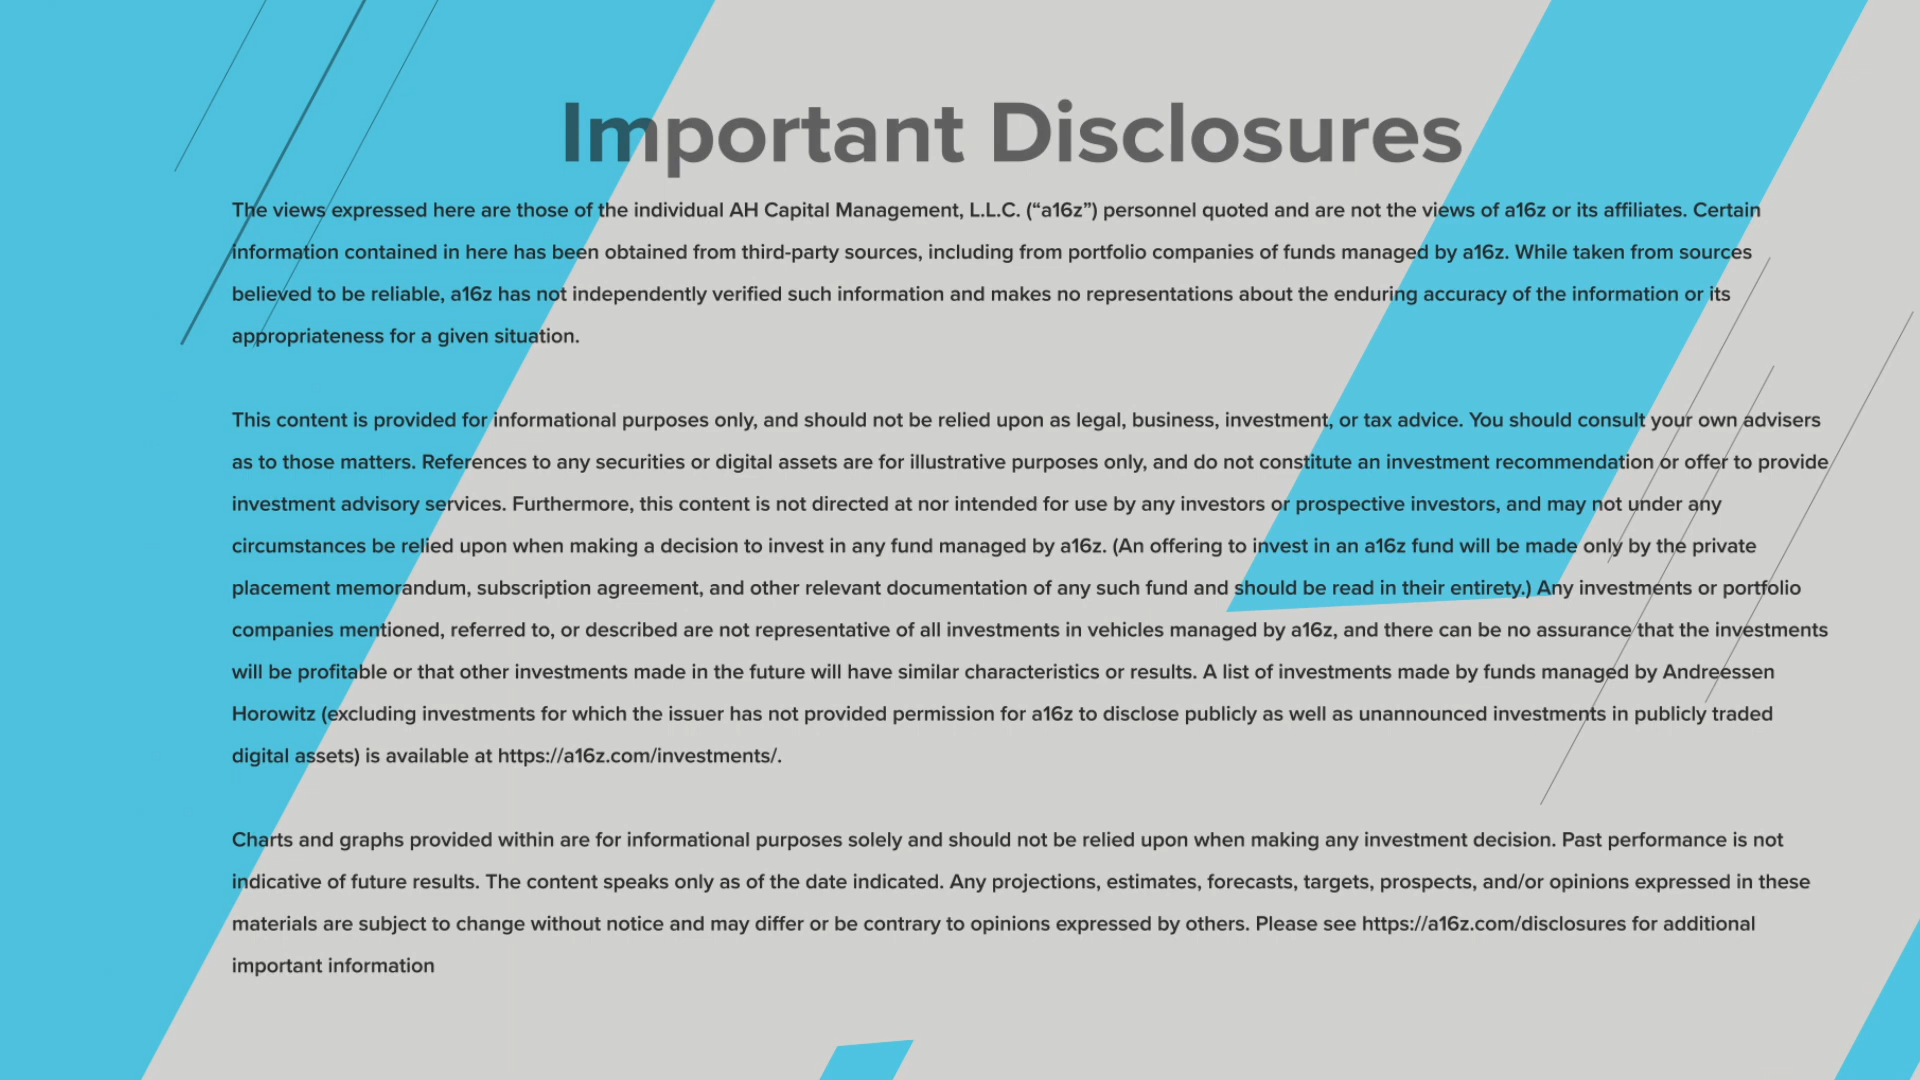 Important Disclosures
The views expressed here are those of the individual AH Capital Management, L.L.C. (“a16z”) personnel quoted and are not the views of a16z or its affiliates. Certain
information contained in here has been obtained from third-party sources, including from portfolio companies of funds managed by a16z. While taken from sources
believed to be reliable, a16z has not independently verified such information and makes no representations about the enduring accuracy of the information or its
appropriateness for a given situation.
This content is provided for informational purposes only, and should not be relied upon as legal, business, investment, or tax advice. You should consult your own advisers
as to those matters. References to any securities or digital assets are for illustrative purposes only, and do not constitute an investment recommendation or offer to provide
investment advisory services. Furthermore, this content is not directed at nor intended for use by any investors or prospective investors, and may not under any
circumstances be relied upon when making a decision to invest in any fund managed by a16z. (An offering to invest in an a16z fund will be made only by the private
placement memorandum, subscription agreement, and other relevant documentation of any such fund and should be read in their entirety.) Any investments or portfolio
companies mentioned, referred to, or described are not representative of all investments in vehicles managed by a16z, and there can be no assurance that the investments
will be profitable or that other investments made in the future will have similar characteristics or results. A list of investments made by funds managed by Andreessen
Horowitz (excluding investments for which the issuer has not provided permission for a16z to disclose publicly as well as unannounced investments in publicly traded
digital assets) is available at https://a16z.com/investments/.
Charts and graphs provided within are for informational purposes solely and should not be relied upon when making any investment decision. Past performance is not
indicative of future results. The content speaks only as of the date indicated. Any projections, estimates, forecasts, targets, prospects, and/or opinions expressed in these
materials are subject to change without notice and may differ or be contrary to opinions expressed by others. Please see https://a16z.com/disclosures for additional
important information